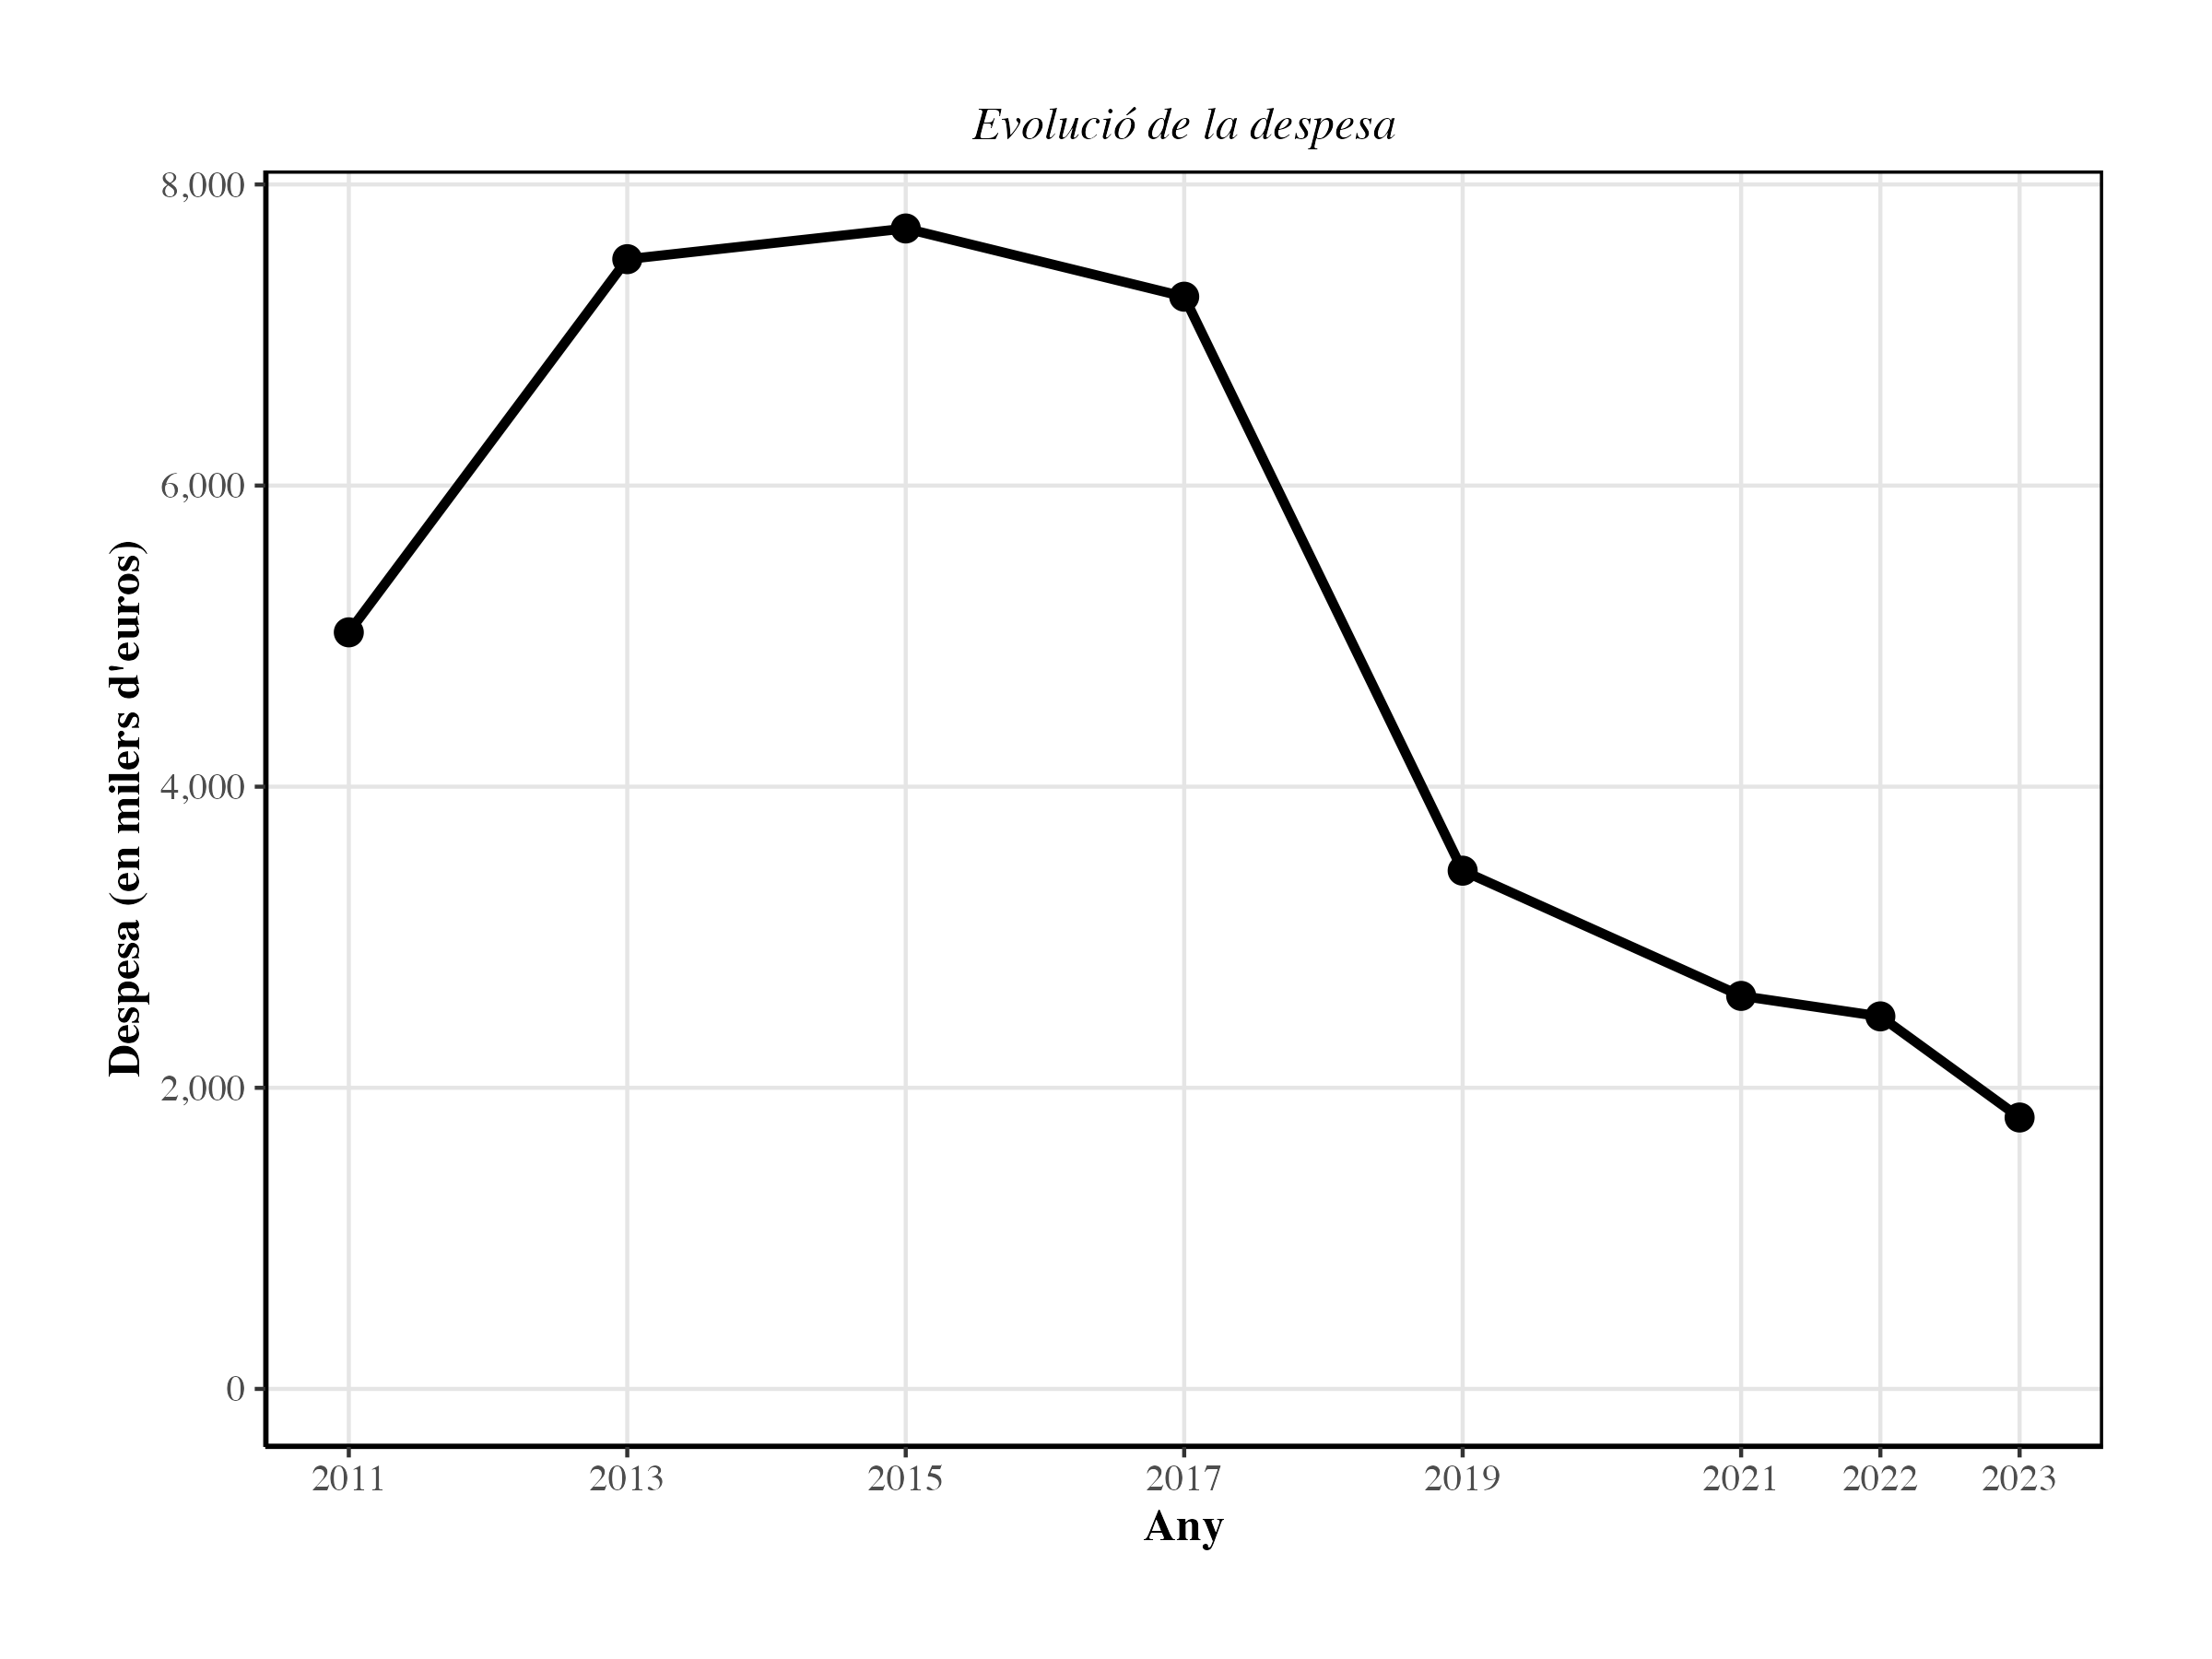 Evolució de la despesa
Despesa (en milers d'euros)
8,000
6,000
4,000
2,000
0
2011 2013 2015 2017 2019 2021 2022 2023
Any